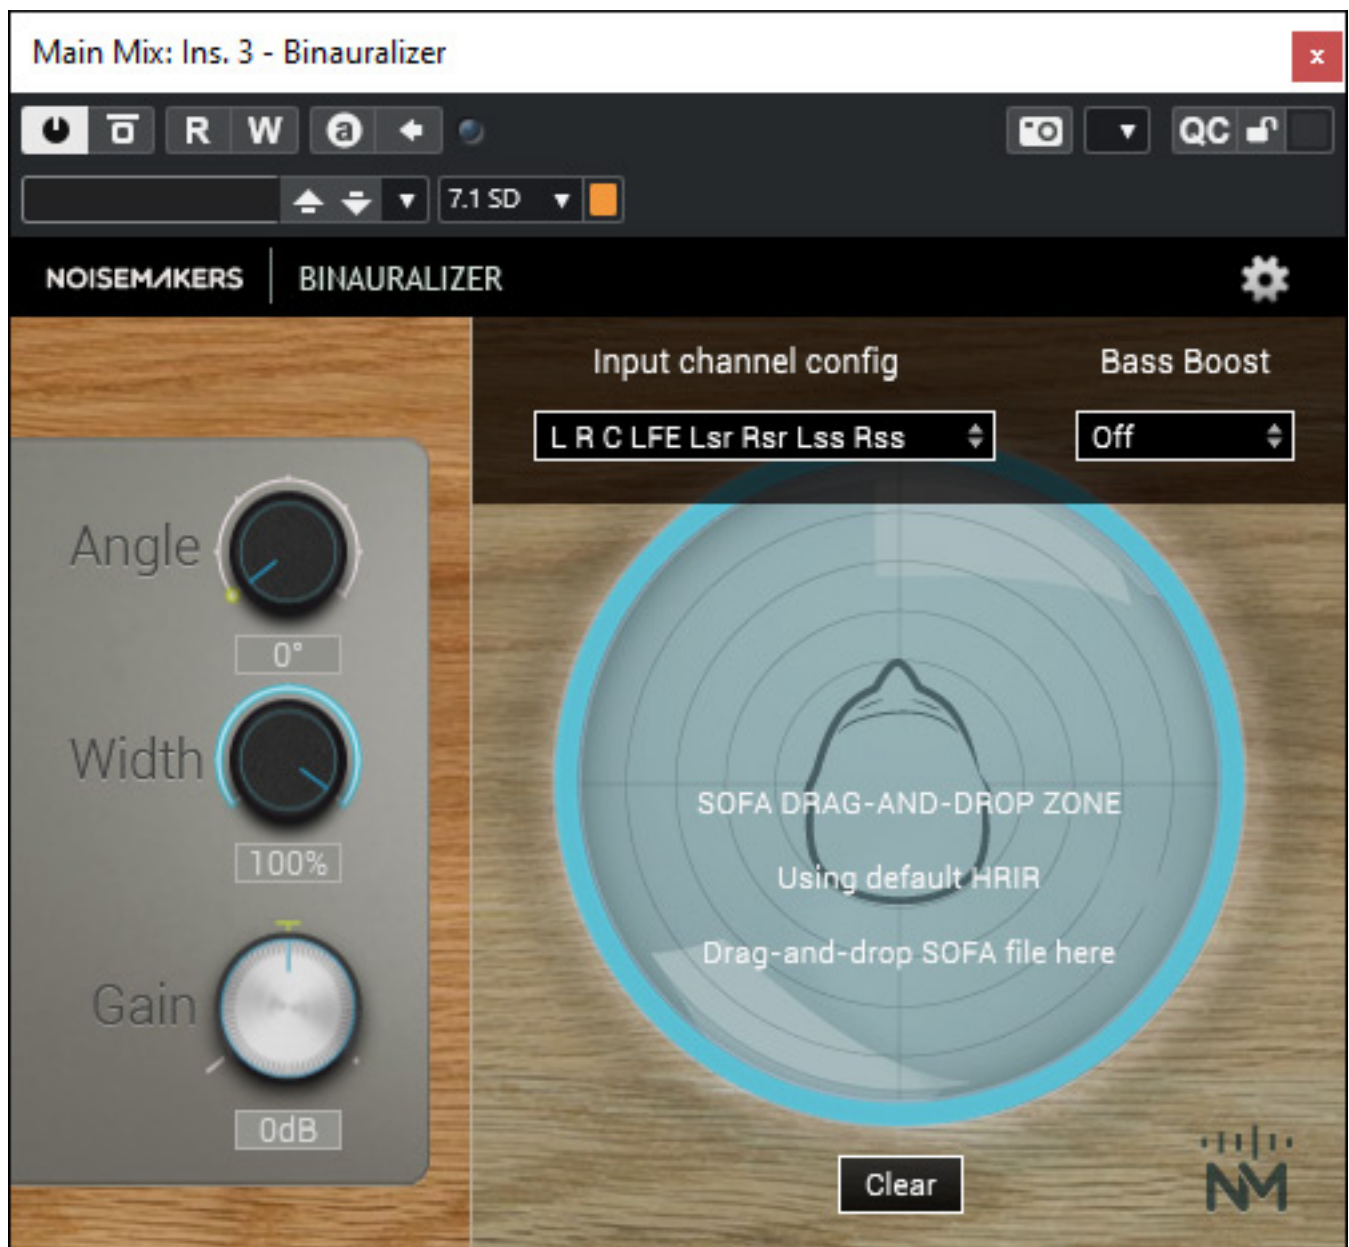 Main Mix: Ins. 3 - Binauralizer
x
R W a QC
7.1 SD
NOISEMAKERS BINAURALIZER
Input channel config Bass Boost
L R C LFE Lsr Rsr Lss Rss Off
Angle
0°
Width
100%
SOFA DRAG-AND-DROP ZONE
Using default HRIR
Drag-and-drop SOFA file here
Gain
0dB
Clear
NM